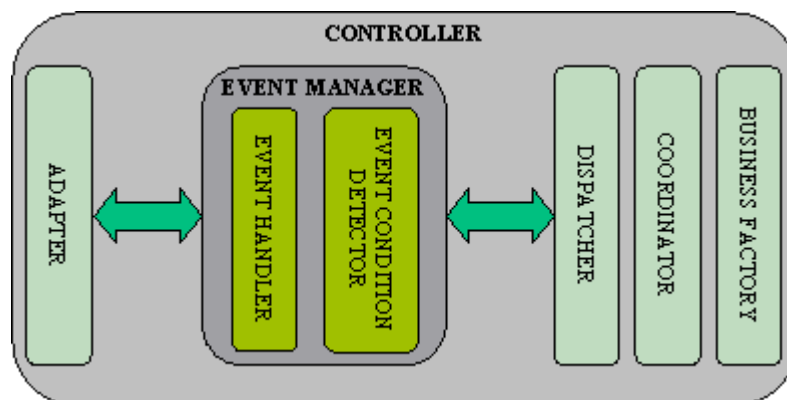 CONTROLLER
ADAPTER
EVENT MANAGER
EVENT HANDLER
EVENT CONDITION
DETECTOR
DISPATCHER
COORDINATOR
BUSINESS FACTORY